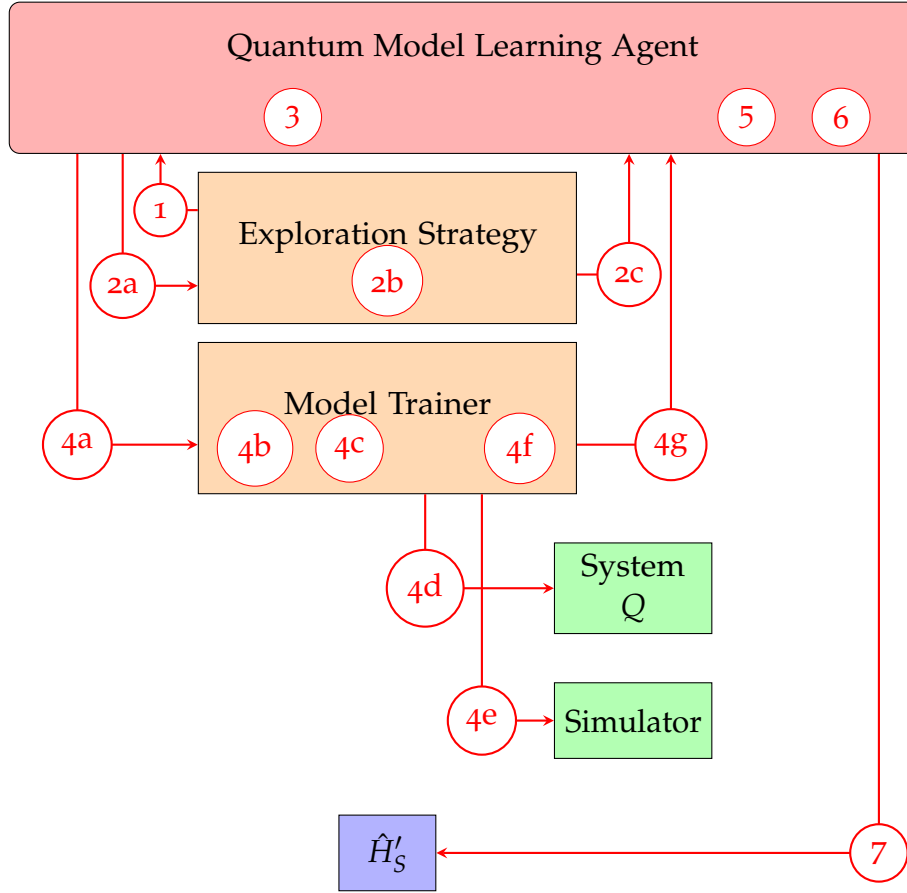 Quantum Model Learning Agent
3
5
6
1
Exploration Strategy
2a
2b
2c
Model Trainer
4a
4b
4c
4f
4g
System
Q
4d
4e
Simulator
Ĥ′_S
7